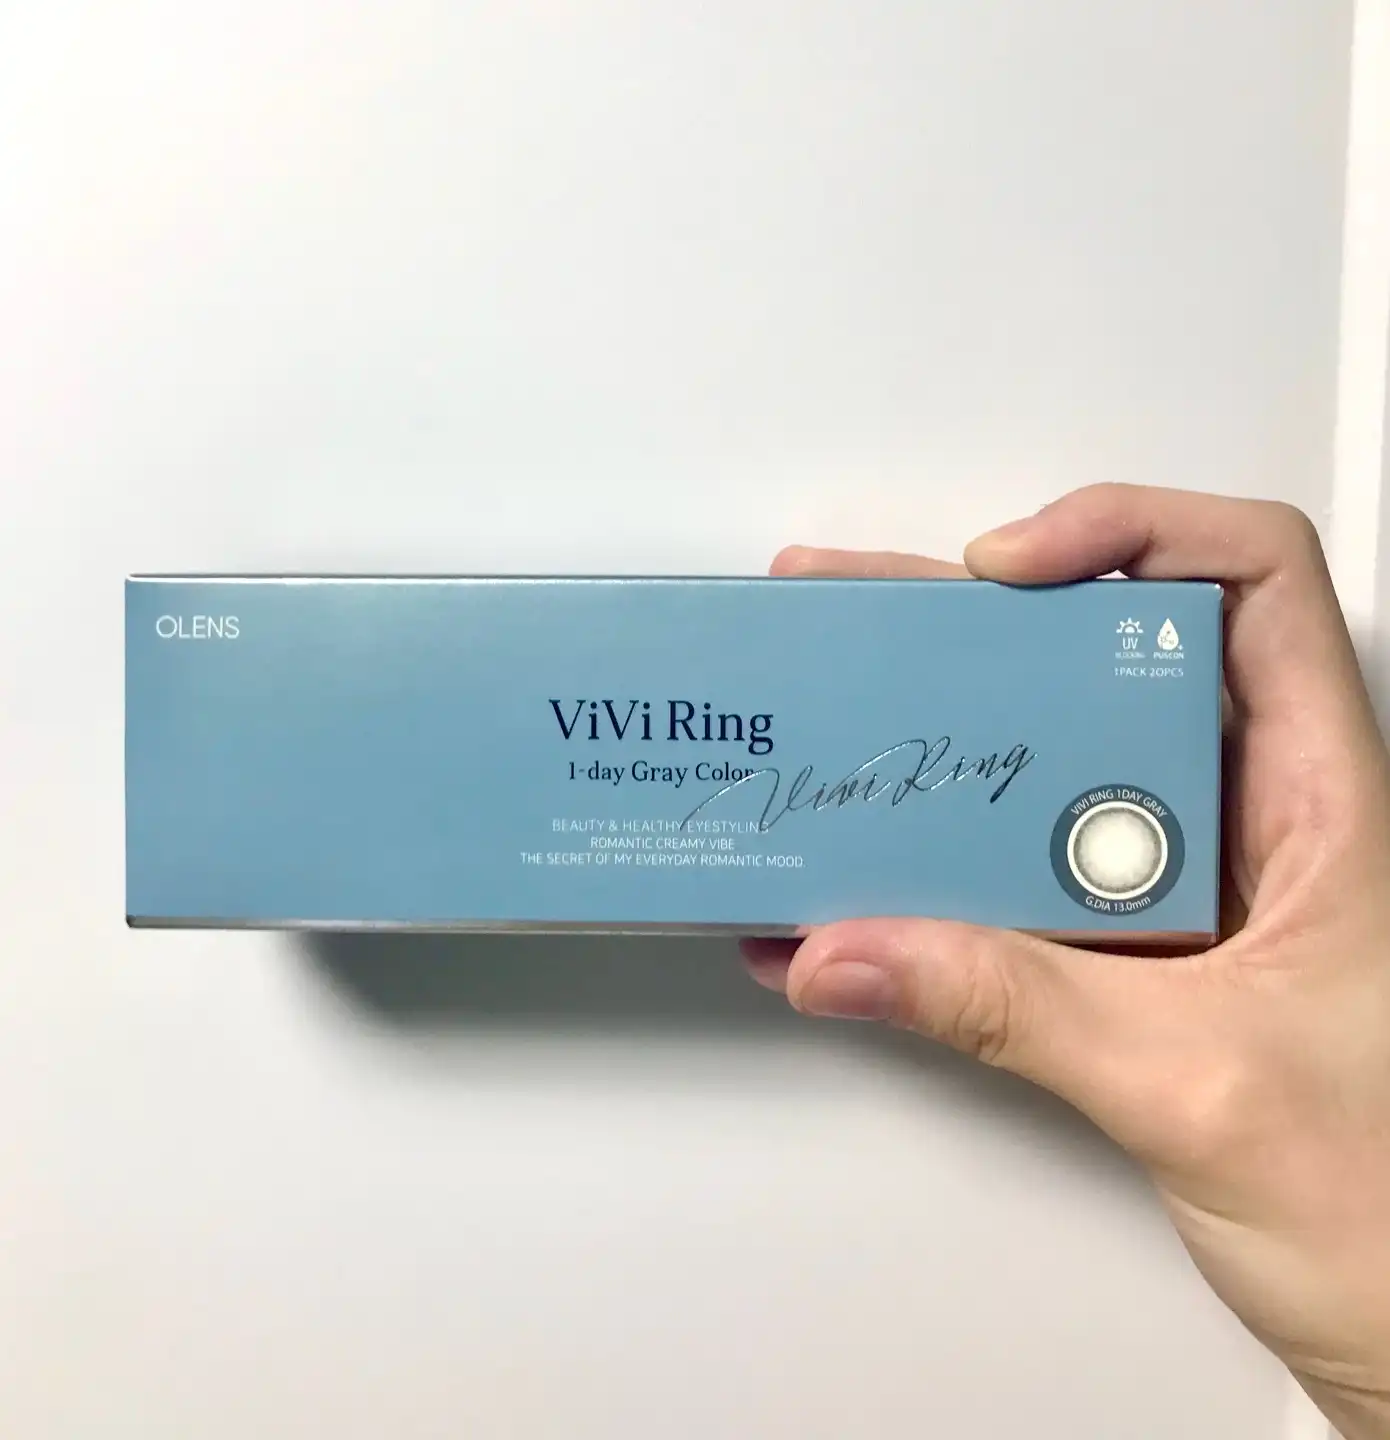 OLENS
UV
BLOCKING
PUSCON
1PACK 20PCS
ViVi Ring
1-day Gray Color
Vivi Ring
BEAUTY & HEALTHY EYESTYLING
ROMANTIC CREAMY VIBE
THE SECRET OF MY EVERYDAY ROMANTIC MOOD.
VIVI RING 1DAY GRAY
G.DIA 13.0mm